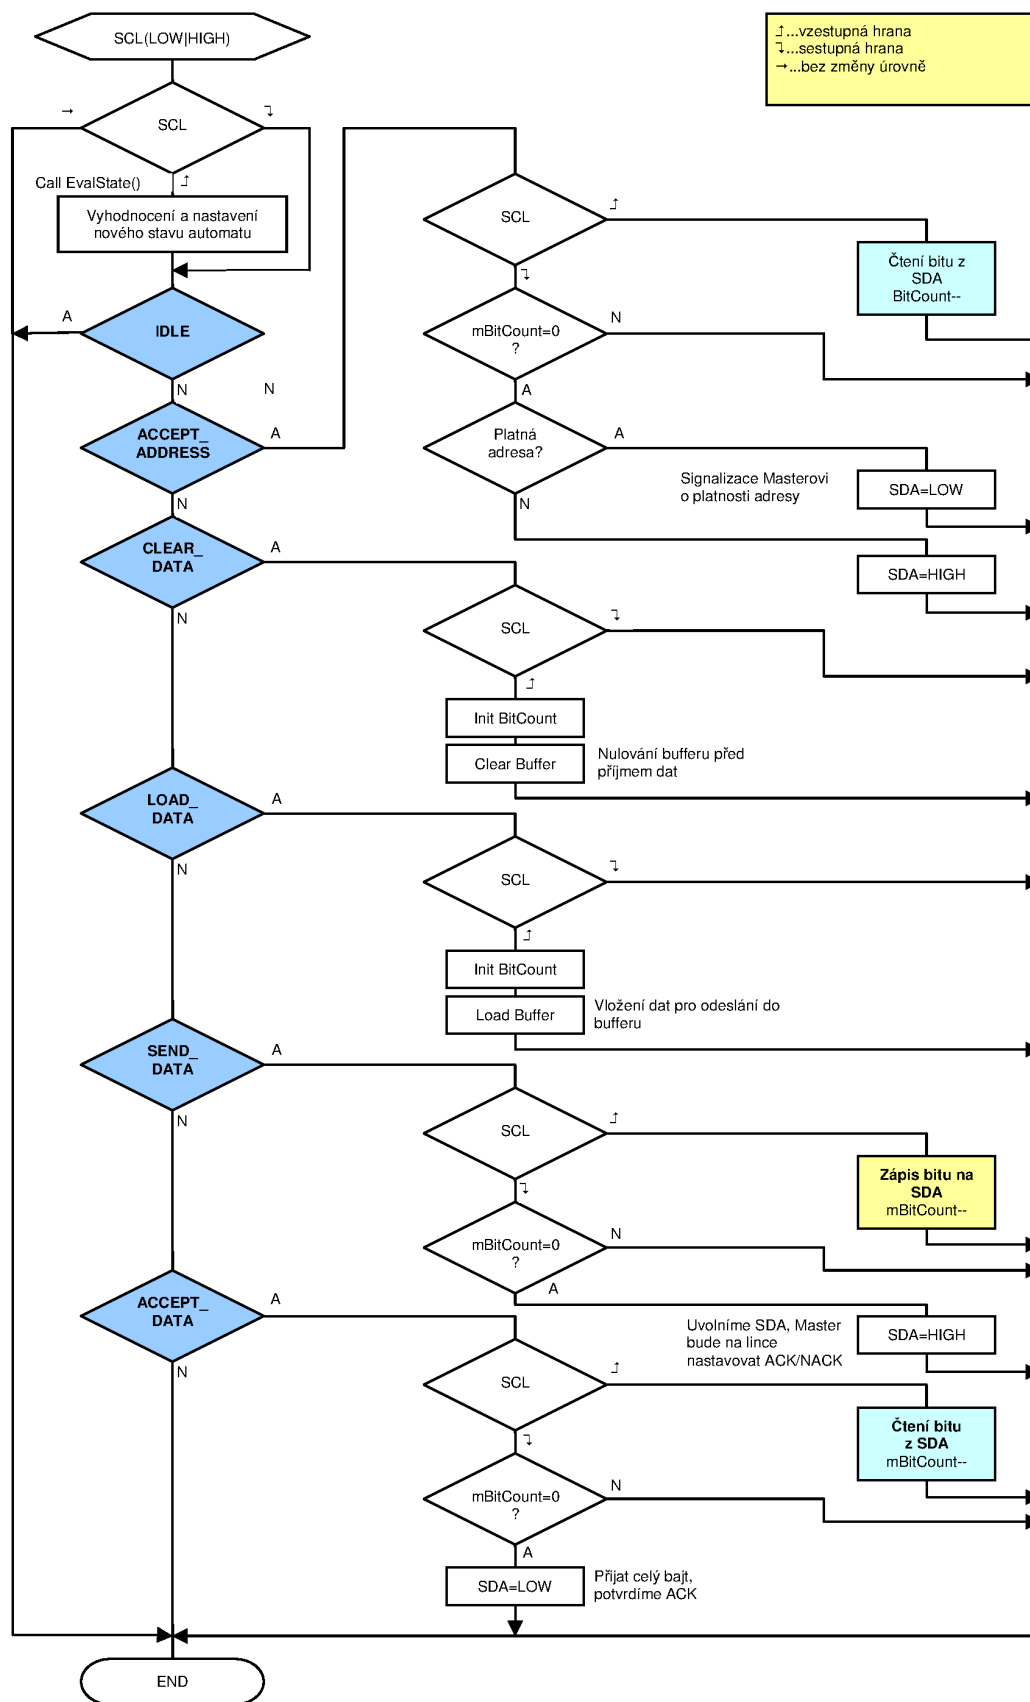 SCL(LOW|HIGH)
↑...vzestupná hrana
↓...sestupná hrana
→...bez změny úrovně
→
SCL
↓
↑
Call EvalState()
Vyhodnocení a nastavení
nového stavu automatu
A
IDLE
N
N
ACCEPT_
ADDRESS
A
N
CLEAR_
DATA
A
N
LOAD_
DATA
A
N
SEND_
DATA
A
N
ACCEPT_
DATA
A
N
END
SCL
↑
Čtení bitu z
SDA
BitCount--
↓
mBitCount=0
?
N
A
Platná
adresa?
A
Signalizace Masterovi
o platnosti adresy
SDA=LOW
N
SDA=HIGH
SCL
↓
↑
Init BitCount
Clear Buffer
Nulování bufferu před
příjmem dat
SCL
↓
↑
Init BitCount
Load Buffer
Vložení dat pro odeslání do
bufferu
SCL
↑
Zápis bitu na
SDA
mBitCount--
↓
mBitCount=0
?
N
A
Uvolníme SDA, Master
bude na lince
nastavovat ACK/NACK
SDA=HIGH
SCL
↑
Čtení bitu
z SDA
mBitCount--
↓
mBitCount=0
?
N
A
SDA=LOW
Přijat celý bajt,
potvrdíme ACK